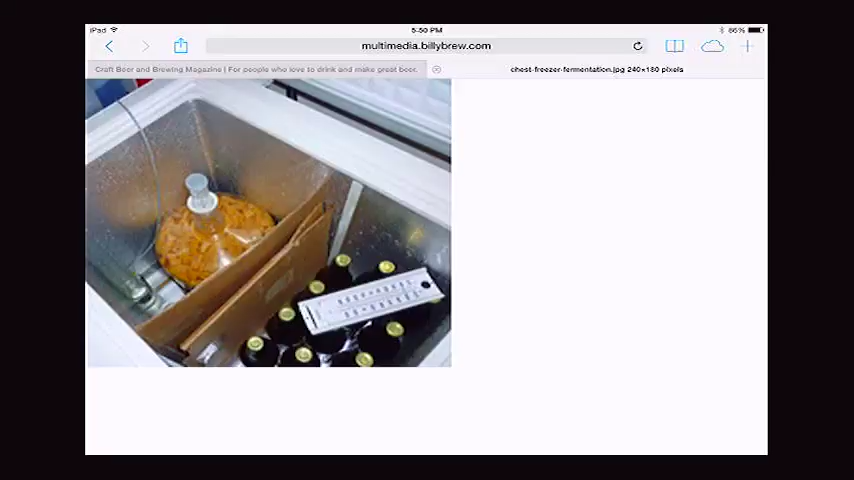 iPad
5:50 PM
86%
multimedia.billybrew.com
Craft Beer and Brewing Magazine | For people who love to drink and make great beer.
chest-freezer-fermentation.jpg 240×180 pixels